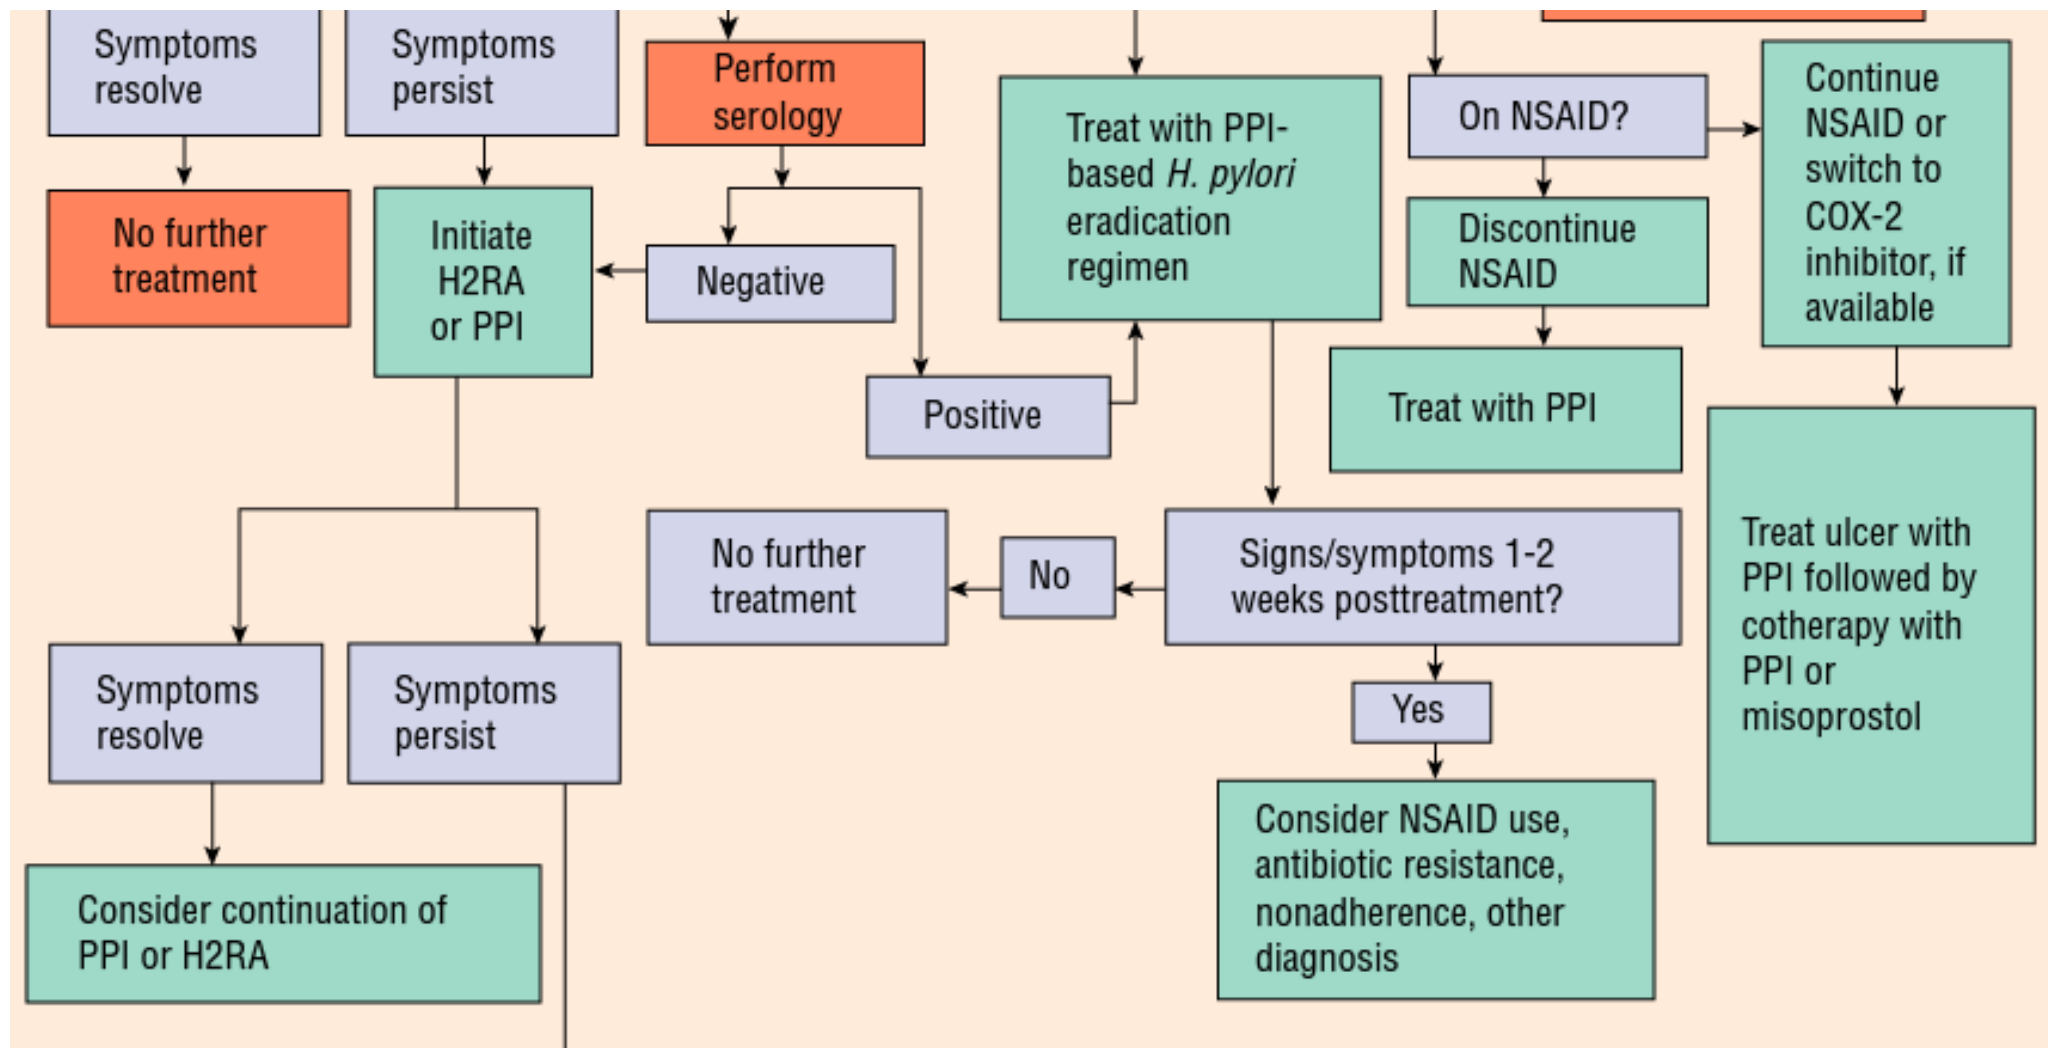 Symptoms
resolve
Symptoms
persist
Perform
serology
Treat with PPI-
based H. pylori
eradication
regimen
On NSAID?
Continue
NSAID or
switch to
COX-2
inhibitor, if
available
No further
treatment
Initiate
H2RA
or PPI
Negative
Discontinue
NSAID
Positive
Treat with PPI
No further
treatment
No
Signs/symptoms 1-2
weeks posttreatment?
Treat ulcer with
PPI followed by
cotherapy with
PPI or
misoprostol
Symptoms
resolve
Symptoms
persist
Yes
Consider continuation of
PPI or H2RA
Consider NSAID use,
antibiotic resistance,
nonadherence, other
diagnosis